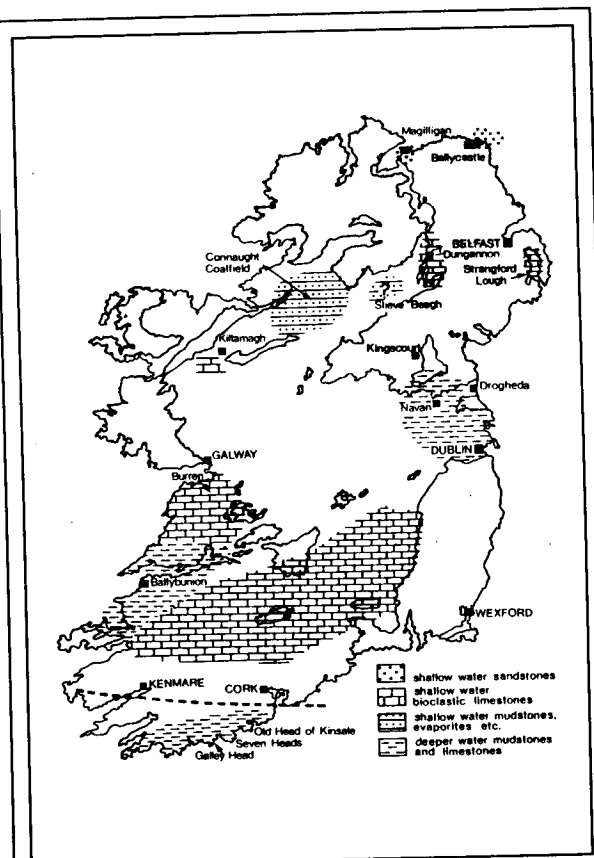 Magilligan
Ballycastle
BELFAST
Dungannon
Strangford
Lough
Connaught
Coalfield
?
Slieve Beagh
Kiltamagh
Kingscourt
Drogheda
Navan
DUBLIN
GALWAY
Burren
Ballybunion
WEXFORD
KENMARE
CORK
Old Head of Kinsale
Seven Heads
Galley Head
shallow water sandstones
shallow water
bioclastic limestones
shallow water mudstones,
evaporites etc.
deeper water mudstones
and limestones